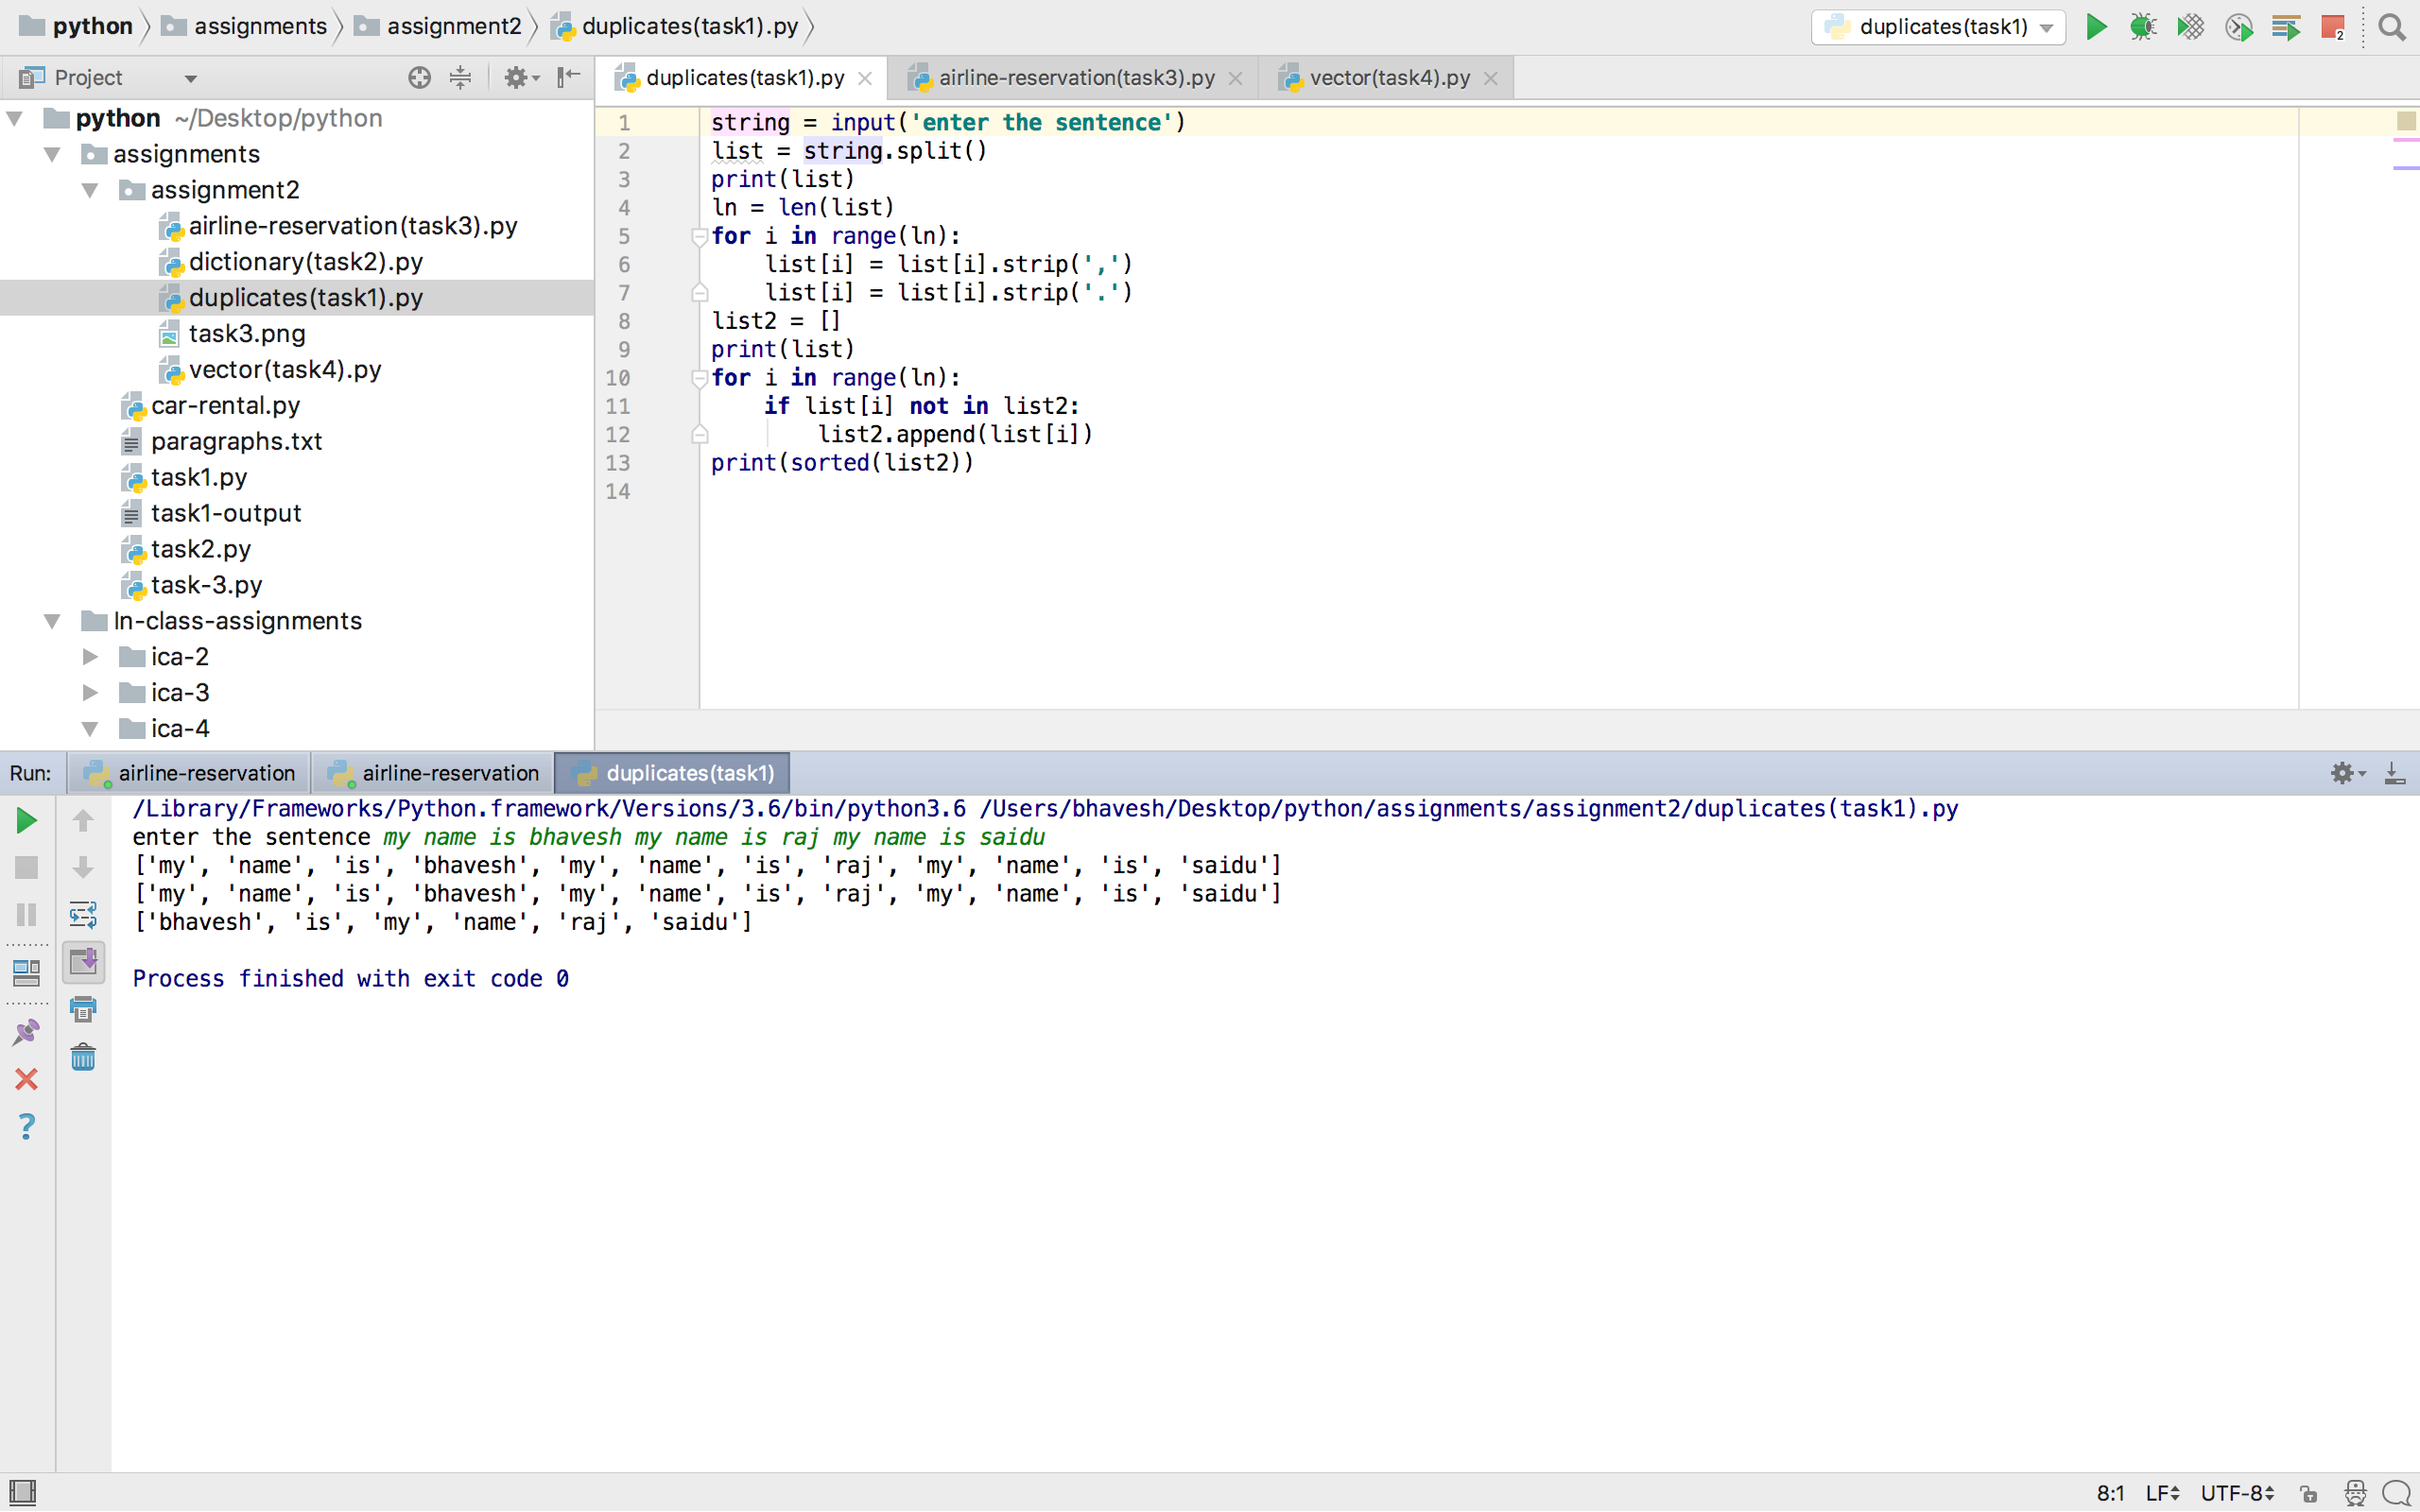 python assignments assignment2 duplicates(task1).py duplicates(task1) 2
Project duplicates(task1).py airline-reservation(task3).py vector(task4).py
python ~/Desktop/python
assignments
assignment2
airline-reservation(task3).py
dictionary(task2).py
duplicates(task1).py
task3.png
vector(task4).py
car-rental.py
paragraphs.txt
task1.py
task1-output
task2.py
task-3.py
In-class-assignments
ica-2
ica-3
ica-4
1 string = input('enter the sentence')
2 list = string.split()
3 print(list)
4 ln = len(list)
5 for i in range(ln):
6     list[i] = list[i].strip(',')
7     list[i] = list[i].strip('.')
8 list2 = []
9 print(list)
10 for i in range(ln):
11     if list[i] not in list2:
12         list2.append(list[i])
13 print(sorted(list2))
14
Run: airline-reservation airline-reservation duplicates(task1)
/Library/Frameworks/Python.framework/Versions/3.6/bin/python3.6 /Users/bhavesh/Desktop/python/assignments/assignment2/duplicates(task1).py
enter the sentence my name is bhavesh my name is raj my name is saidu
['my', 'name', 'is', 'bhavesh', 'my', 'name', 'is', 'raj', 'my', 'name', 'is', 'saidu']
['my', 'name', 'is', 'bhavesh', 'my', 'name', 'is', 'raj', 'my', 'name', 'is', 'saidu']
['bhavesh', 'is', 'my', 'name', 'raj', 'saidu']
Process finished with exit code 0
?
8:1 LF UTF-8